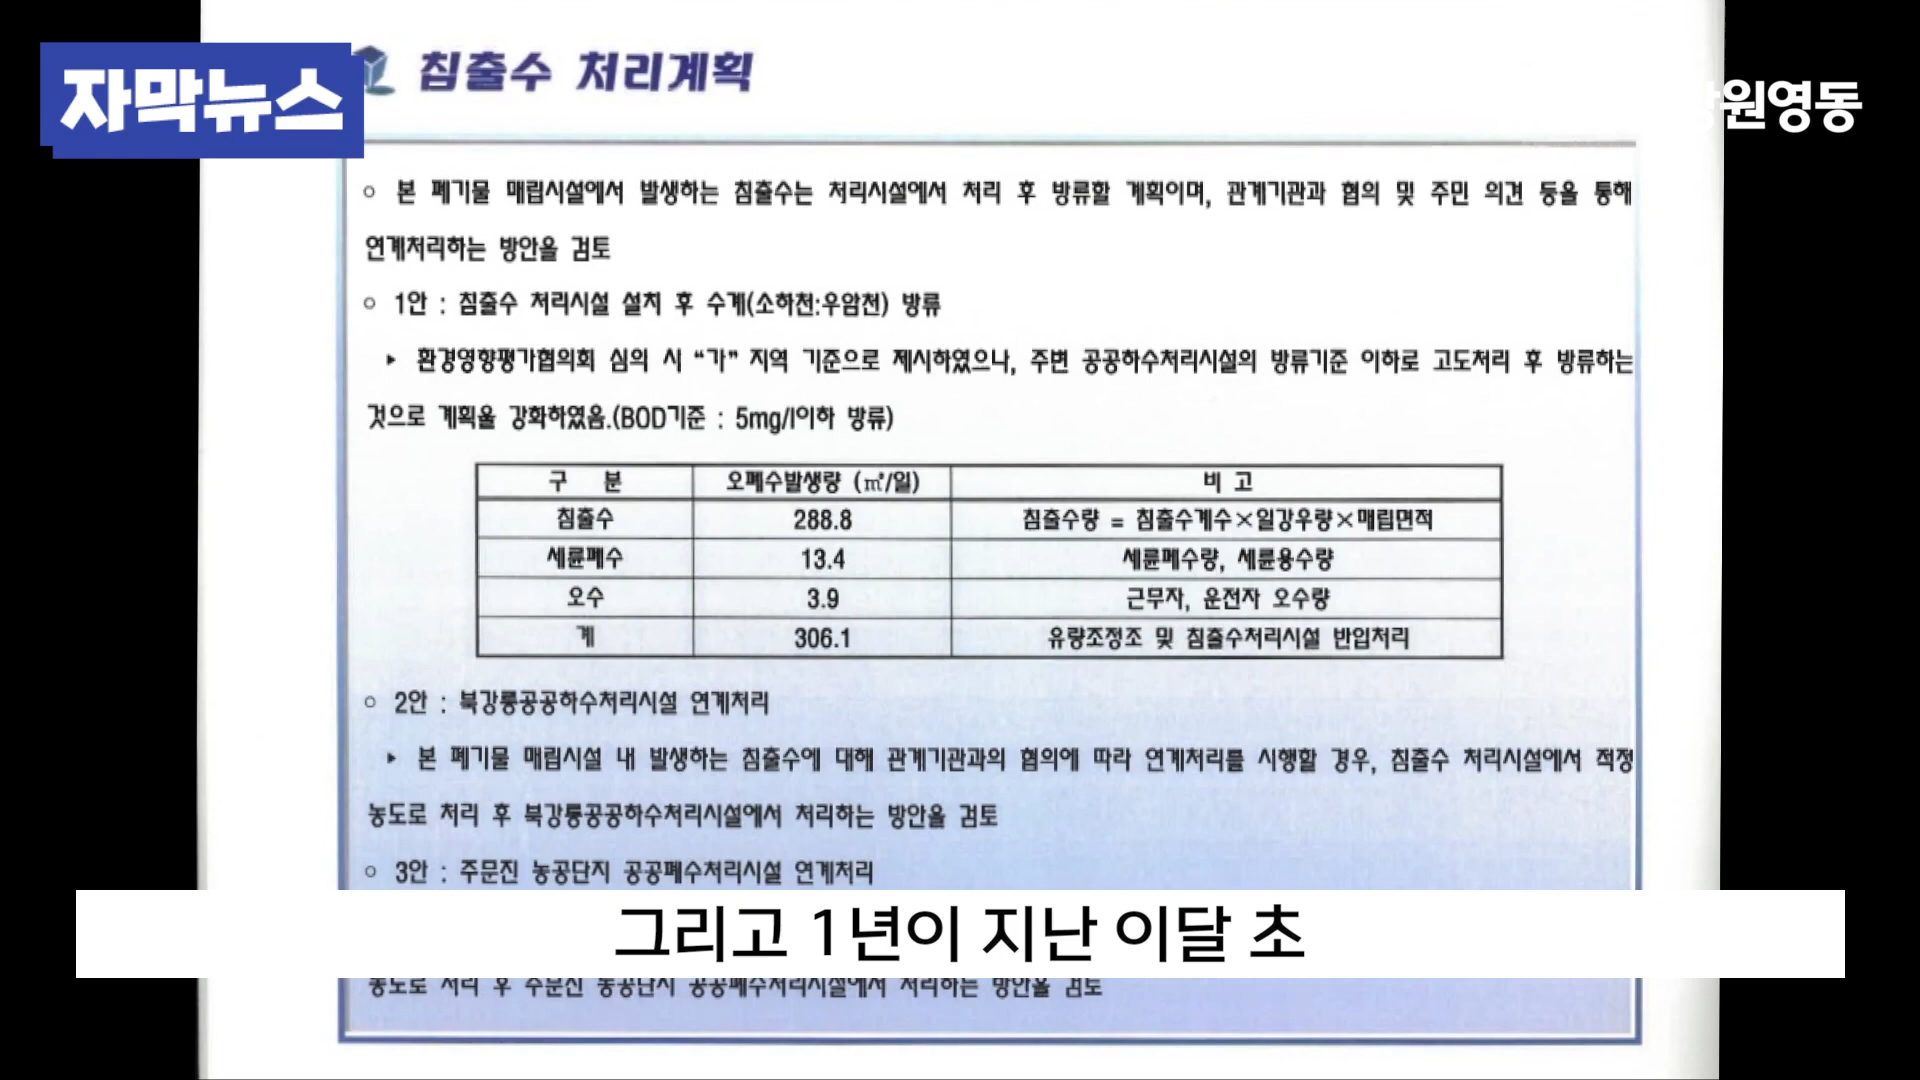 자막뉴스
침출수 처리계획
원영동
○ 본 폐기물 매립시설에서 발생하는 침출수는 처리시설에서 처리 후 방류할 계획이며, 관계기관과 협의 및 주민 의견 등을 통해
연계처리하는 방안을 검토
○ 1안 : 침출수 처리시설 설치 후 수계(소하천:우암천) 방류
▸ 환경영향평가협의회 심의 시 “가” 지역 기준으로 제시하였으나, 주변 공공하수처리시설의 방류기준 이하로 고도처리 후 방류하는
것으로 계획을 강화하였음.(BOD기준 : 5mg/l이하 방류)
구 분 오폐수발생량 (㎥/일) 비 고
침출수 288.8 침출수량 = 침출수계수×일강우량×매립면적
세륜폐수 13.4 세륜폐수량, 세륜용수량
오수 3.9 근무자, 운전자 오수량
계 306.1 유량조정조 및 침출수처리시설 반입처리
○ 2안 : 북강릉공공하수처리시설 연계처리
▸ 본 폐기물 매립시설 내 발생하는 침출수에 대해 관계기관과의 협의에 따라 연계처리를 시행할 경우, 침출수 처리시설에서 적정
농도로 처리 후 북강릉공공하수처리시설에서 처리하는 방안을 검토
○ 3안 : 주문진 농공단지 공공폐수처리시설 연계처리
그리고 1년이 지난 이달 초
농도로 처리 후 주문진 농공단지 공공폐수처리시설에서 처리하는 방안을 검토